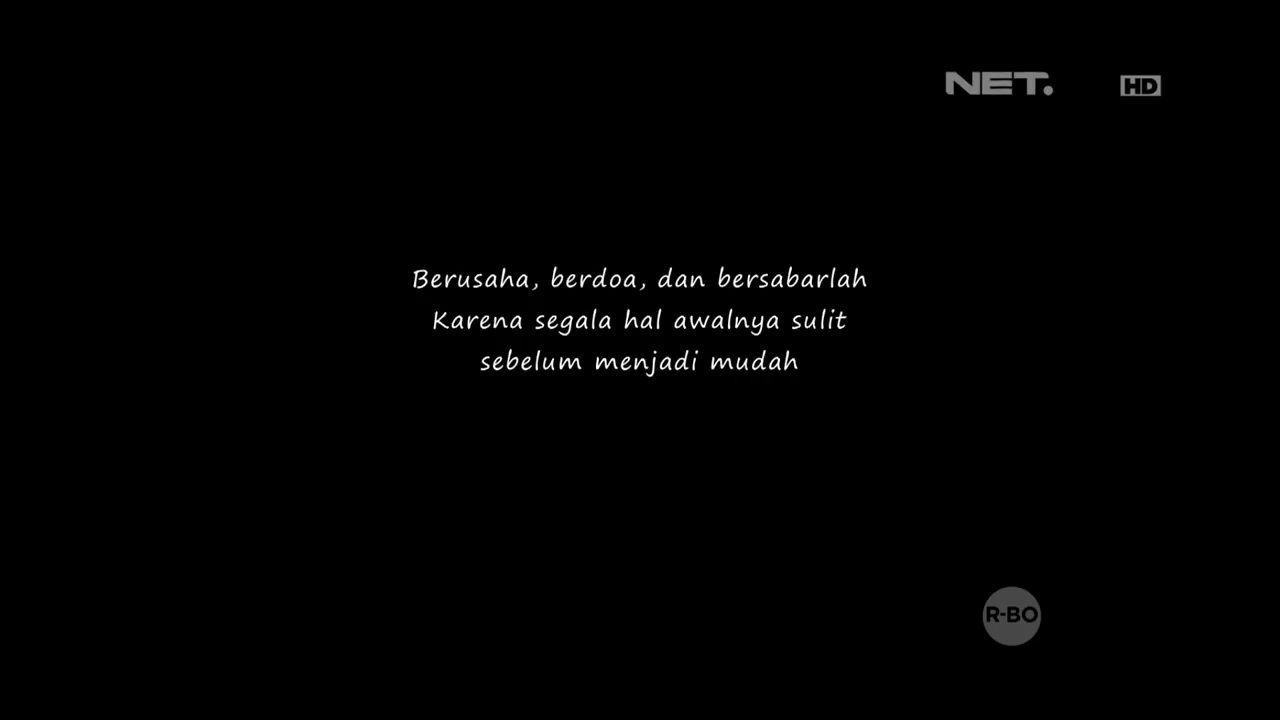 NET.
HD
Berusaha, berdoa, dan bersabarlah
Karena segala hal awalnya sulit
sebelum menjadi mudah
R-BO